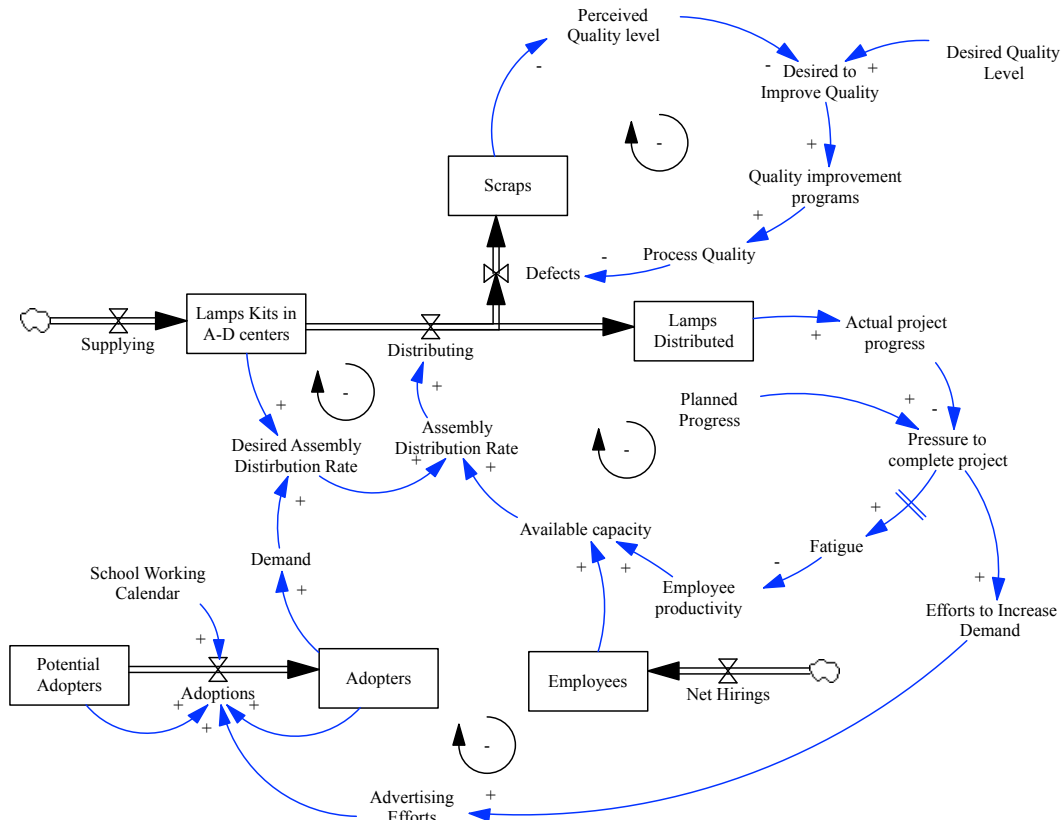 Perceived
Quality level
-
-
Desired to
Improve Quality
+
Desired Quality
Level
-
+
Scraps
Quality improvement
programs
+
Process Quality
-
Defects
Lamps Kits in
A-D centers
Supplying
Distributing
Lamps
Distributed
+
Actual project
progress
-
+
+
Planned
Progress
+
-
Pressure to
complete project
Desired Assembly
Distirbution Rate
+
Assembly
Distribution Rate
+
-
+
Available capacity
+
Fatigue
-
Demand
+
School Working
Calendar
+
+
+
Employee
productivity
+
Efforts to Increase
Demand
+
Potential
Adopters
Adoptions
Adopters
Employees
Net Hirings
+
+
+
-
+
Advertising
Efforts